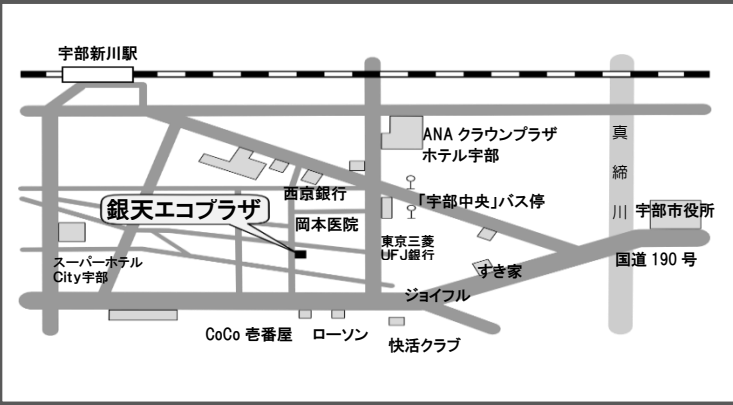 宇部新川駅
ANA クラウンプラザ
ホテル宇部
真締川
西京銀行
「宇部中央」バス停
銀天エコプラザ
岡本医院
宇部市役所
東京三菱
UFJ銀行
スーパーホテル
City宇部
国道 190 号
すき家
ジョイフル
CoCo 壱番屋
ローソン
快活クラブ